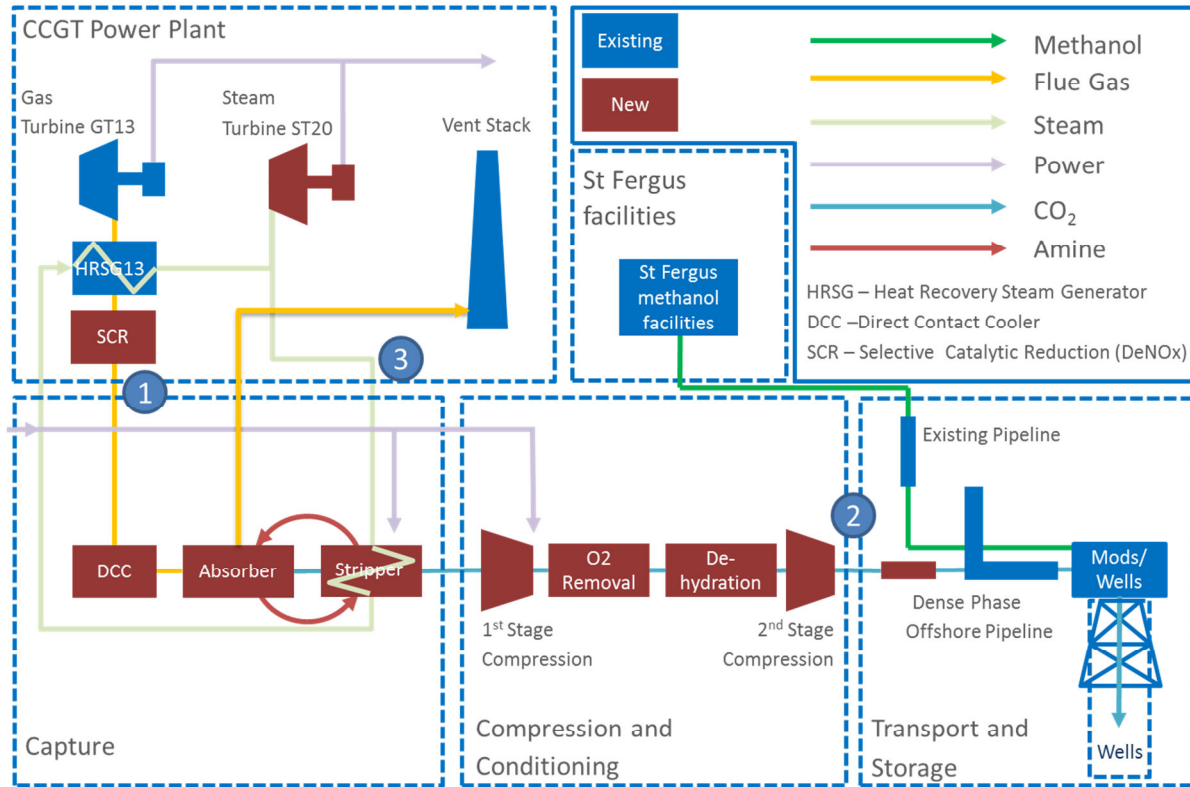 CCGT Power Plant
Gas
Turbine GT13
Steam
Turbine ST20
Vent Stack
HRSG13
SCR
Existing
New
Methanol
Flue Gas
Steam
Power
CO₂
Amine
HRSG – Heat Recovery Steam Generator
DCC –Direct Contact Cooler
SCR – Selective Catalytic Reduction (DeNOx)
St Fergus
facilities
St Fergus
methanol
facilities
1
3
2
DCC
Absorber
Stripper
Capture
O2
Removal
De-
hydration
1st Stage
Compression
2nd Stage
Compression
Compression and
Conditioning
Existing Pipeline
Mods/
Wells
Dense Phase
Offshore Pipeline
Wells
Transport and
Storage